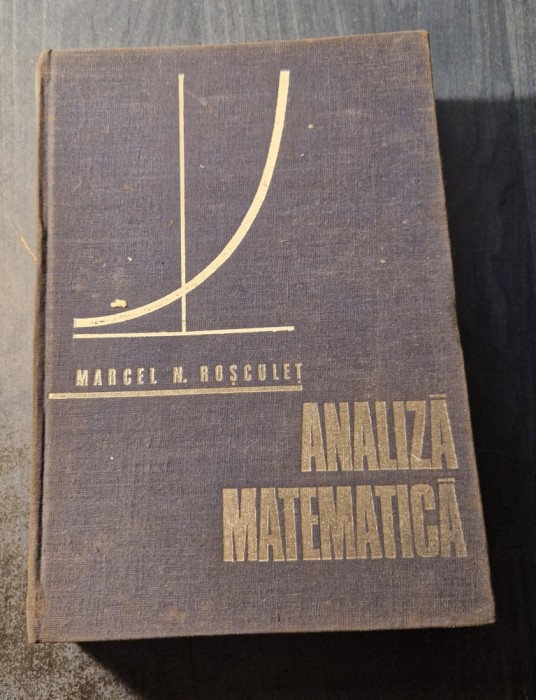 MARCEL N. ROȘCULEȚ
ANALIZĂ
MATEMATICĂ